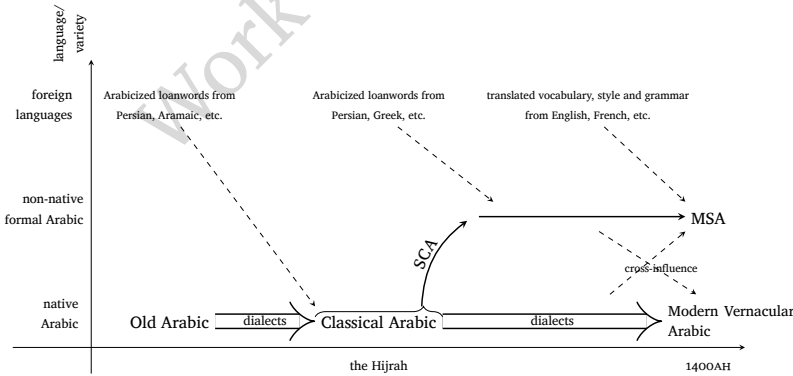 language/
variety
Work
foreign
languages
Arabicized loanwords from
Persian, Aramaic, etc.
Arabicized loanwords from
Persian, Greek, etc.
translated vocabulary, style and grammar
from English, French, etc.
non-native
formal Arabic
MSA
SCA
cross-influence
native
Arabic
Old Arabic
dialects
Classical Arabic
dialects
Modern Vernacular
Arabic
the Hijrah
1400AH